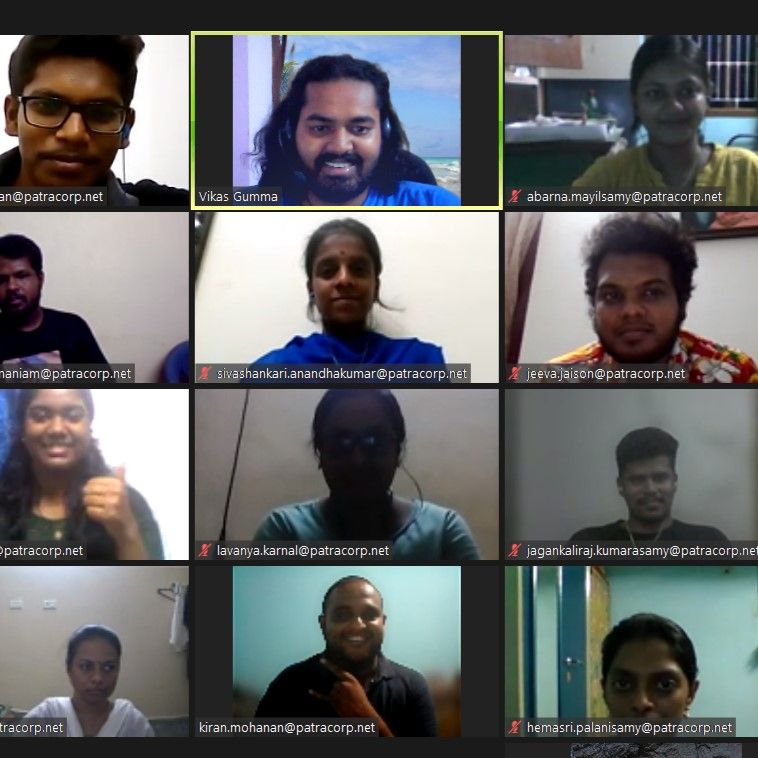 an@patracorp.net
Vikas Gumma
abarna.mayilsamy@patracorp.net
naniam@patracorp.net
sivashankari.anandhakumar@patracorp.net
jeeva.jaison@patracorp.net
@patracorp.net
lavanya.karnal@patracorp.net
jagankaliraj.kumarasamy@patracorp.net
tracorp.net
kiran.mohanan@patracorp.net
hemasri.palanisamy@patracorp.net